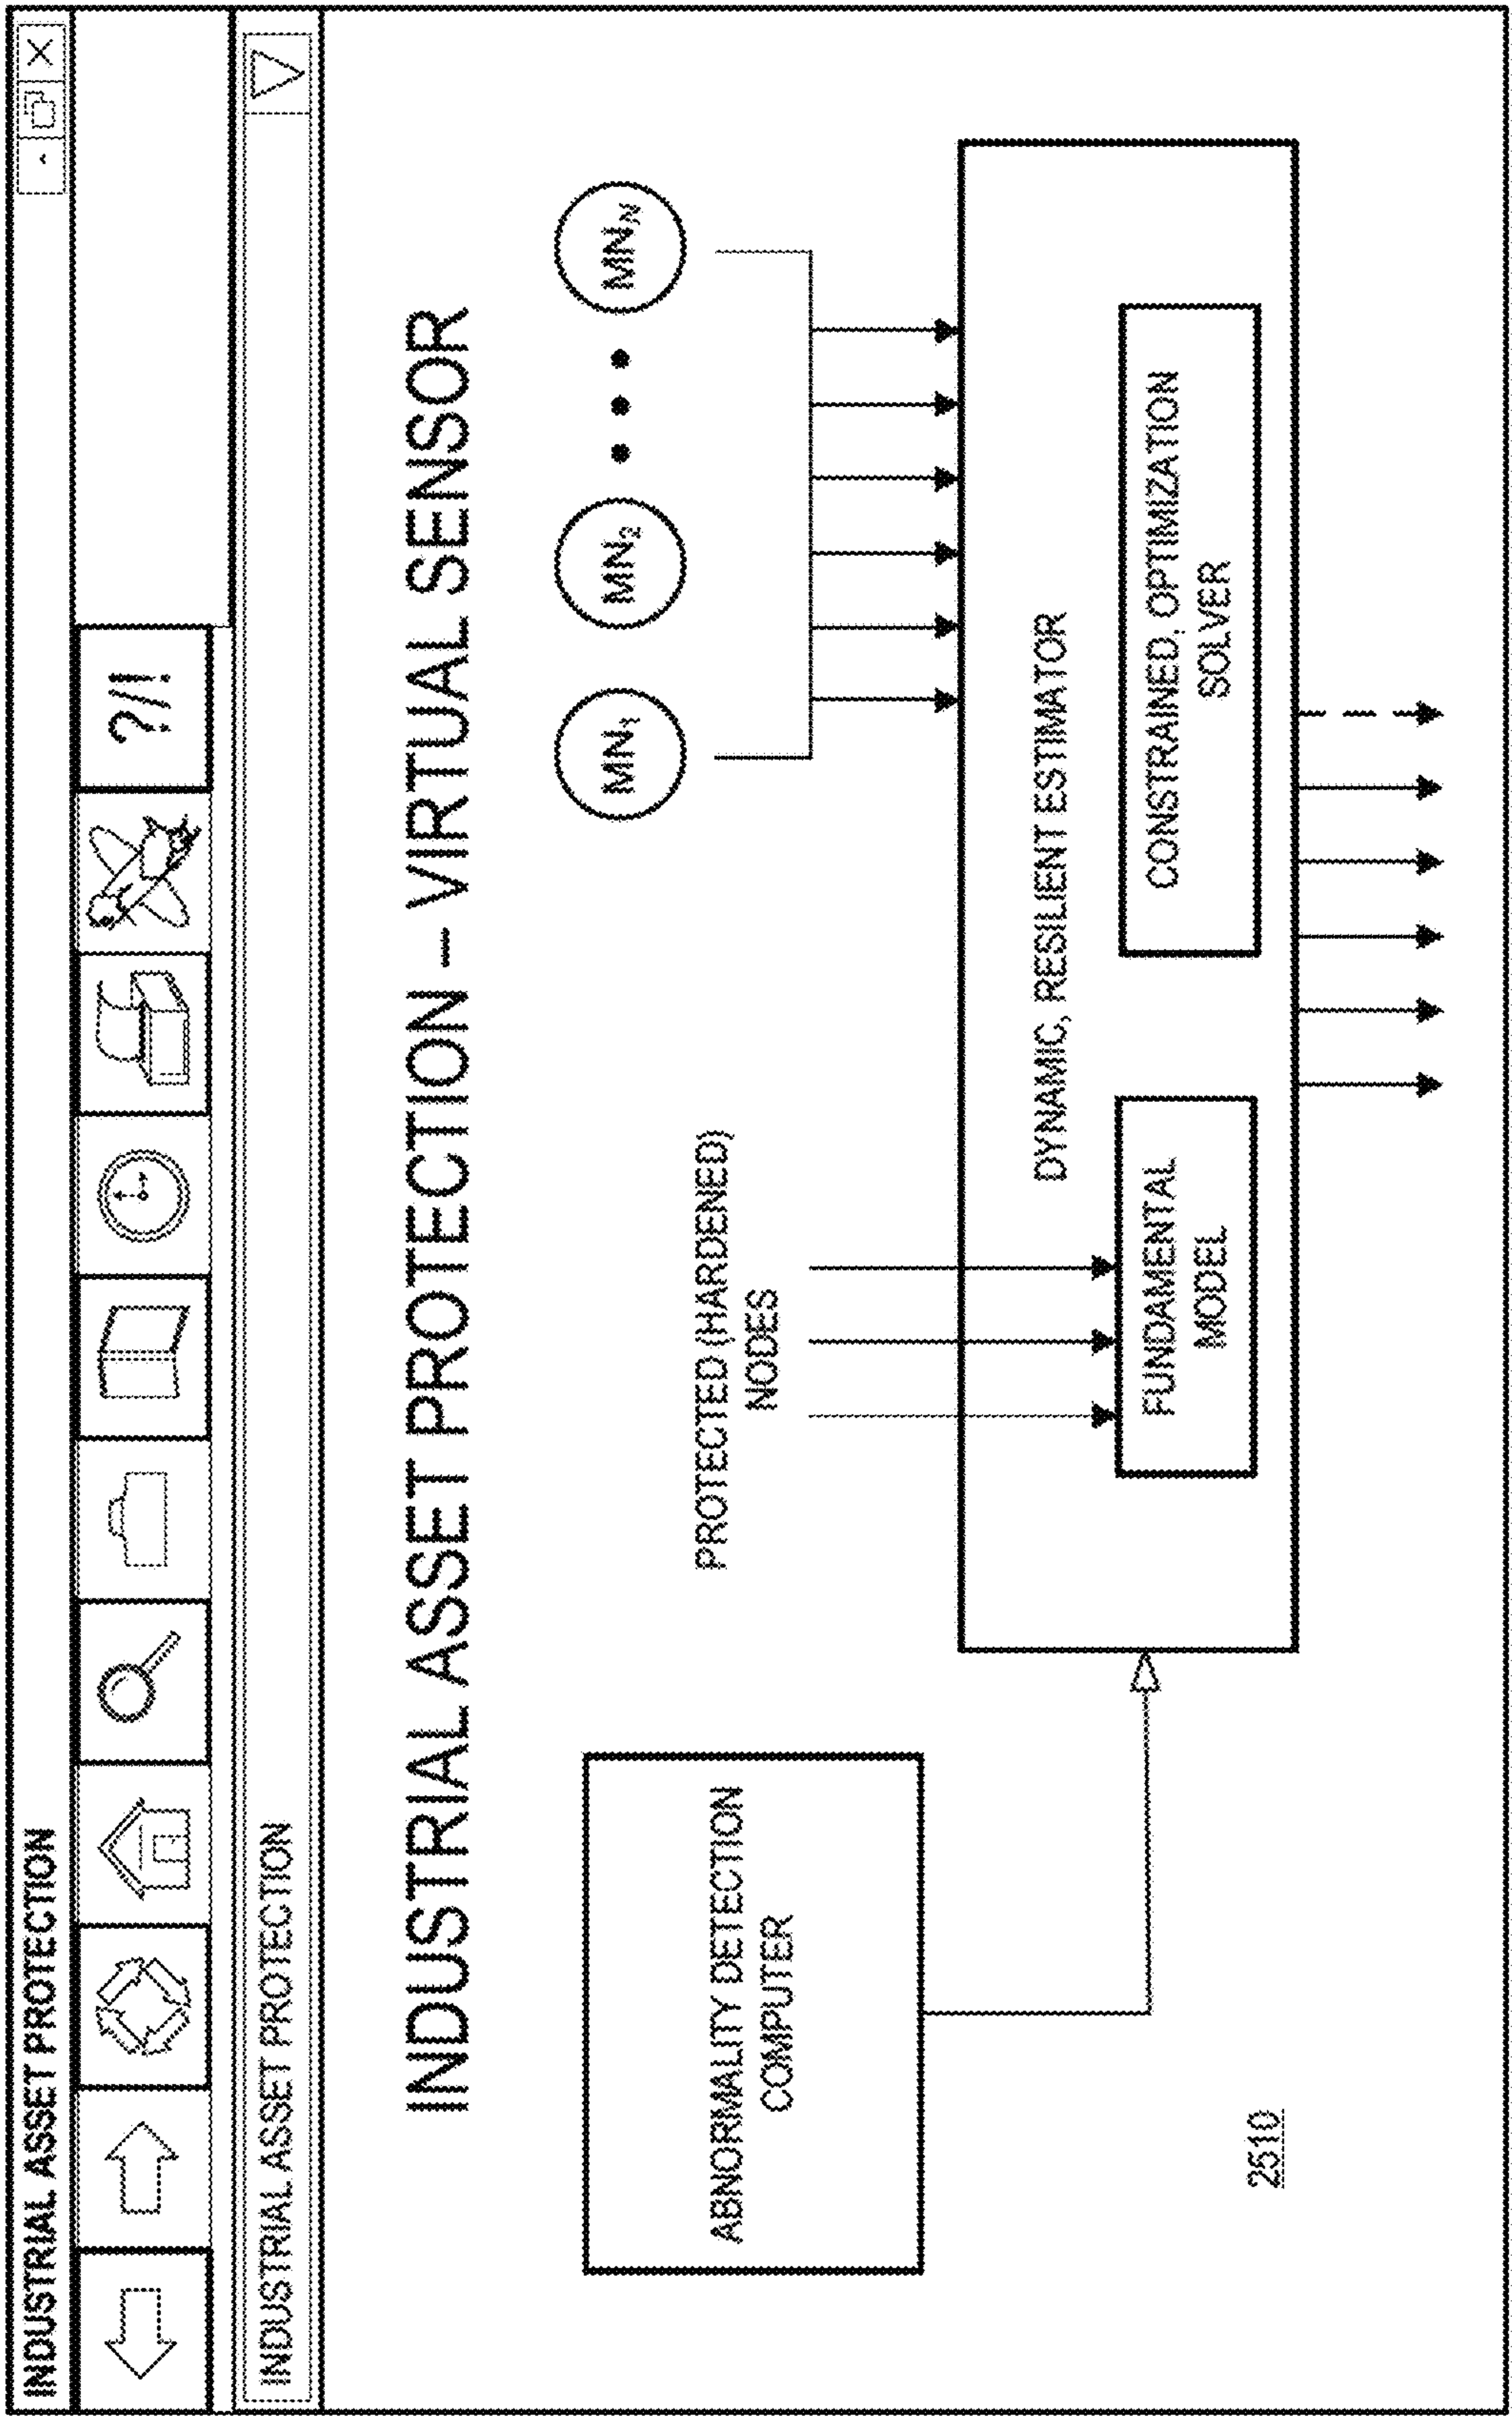 INDUSTRIAL ASSET PROTECTION
?/!
INDUSTRIAL ASSET PROTECTION
INDUSTRIAL ASSET PROTECTION – VIRTUAL SENSOR
MN1
MN2
MNN
PROTECTED (HARDENED)
NODES
ABNORMALITY DETECTION
COMPUTER
DYNAMIC, RESILIENT ESTIMATOR
FUNDAMENTAL
MODEL
CONSTRAINED, OPTIMIZATION
SOLVER
2510